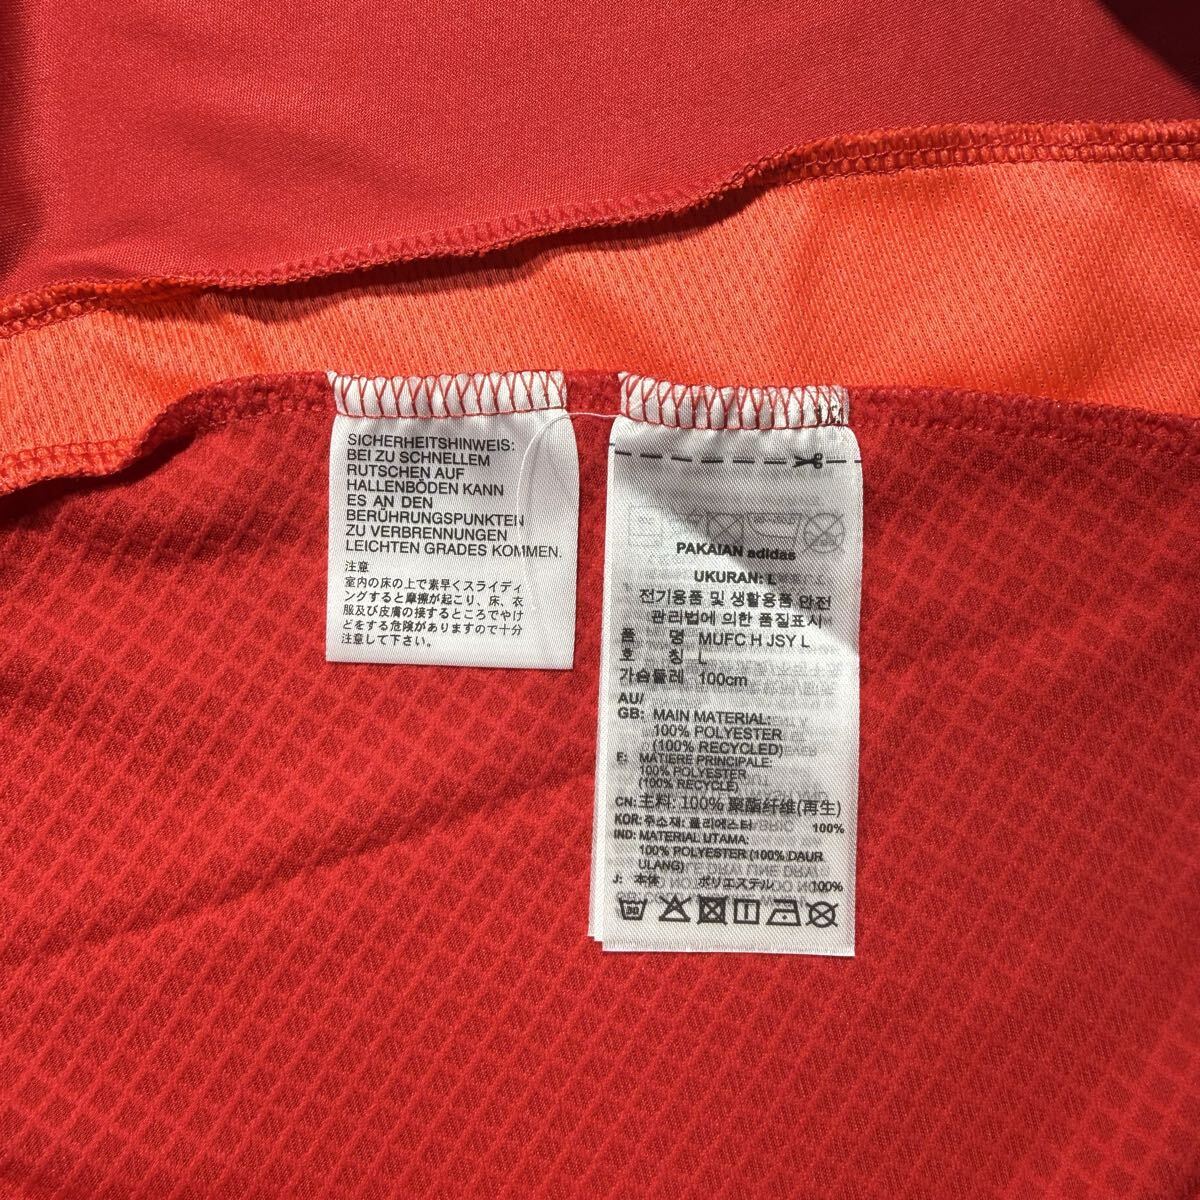 SICHERHEITSHINWEIS:
BEI ZU SCHNELLEM
RUTSCHEN AUF
HALLENBÖDEN KANN
ES AN DEN
BERÜHRUNGSPUNKTEN
ZU VERBRENNUNGEN
LEICHTEN GRADES KOMMEN.
注意
室内の床の上で素早くスライディ
ングすると摩擦が起こり、床、衣
服及び皮膚の接するところでやけ
どをする危険がありますので十分
注意して下さい。
PAKAIAN adidas
UKURAN: L
전기용품 및 생활용품 안전
관리법에 의한 품질표시
품 명 MUFC H JSY L
호 칭 L
가슴둘레 100cm
AU/
GB: MAIN MATERIAL:
100% POLYESTER
(100% RECYCLED)
F: MATIERE PRINCIPALE:
100% POLYESTER
(100% RECYCLE)
CN: 主料: 100% 聚酯纤维(再生)
KOR: 주소재: 폴리에스터 100%
IND: MATERIAL UTAMA:
100% POLYESTER (100% DAUR
ULANG)
J: 本体 ポリエステル 100%
30